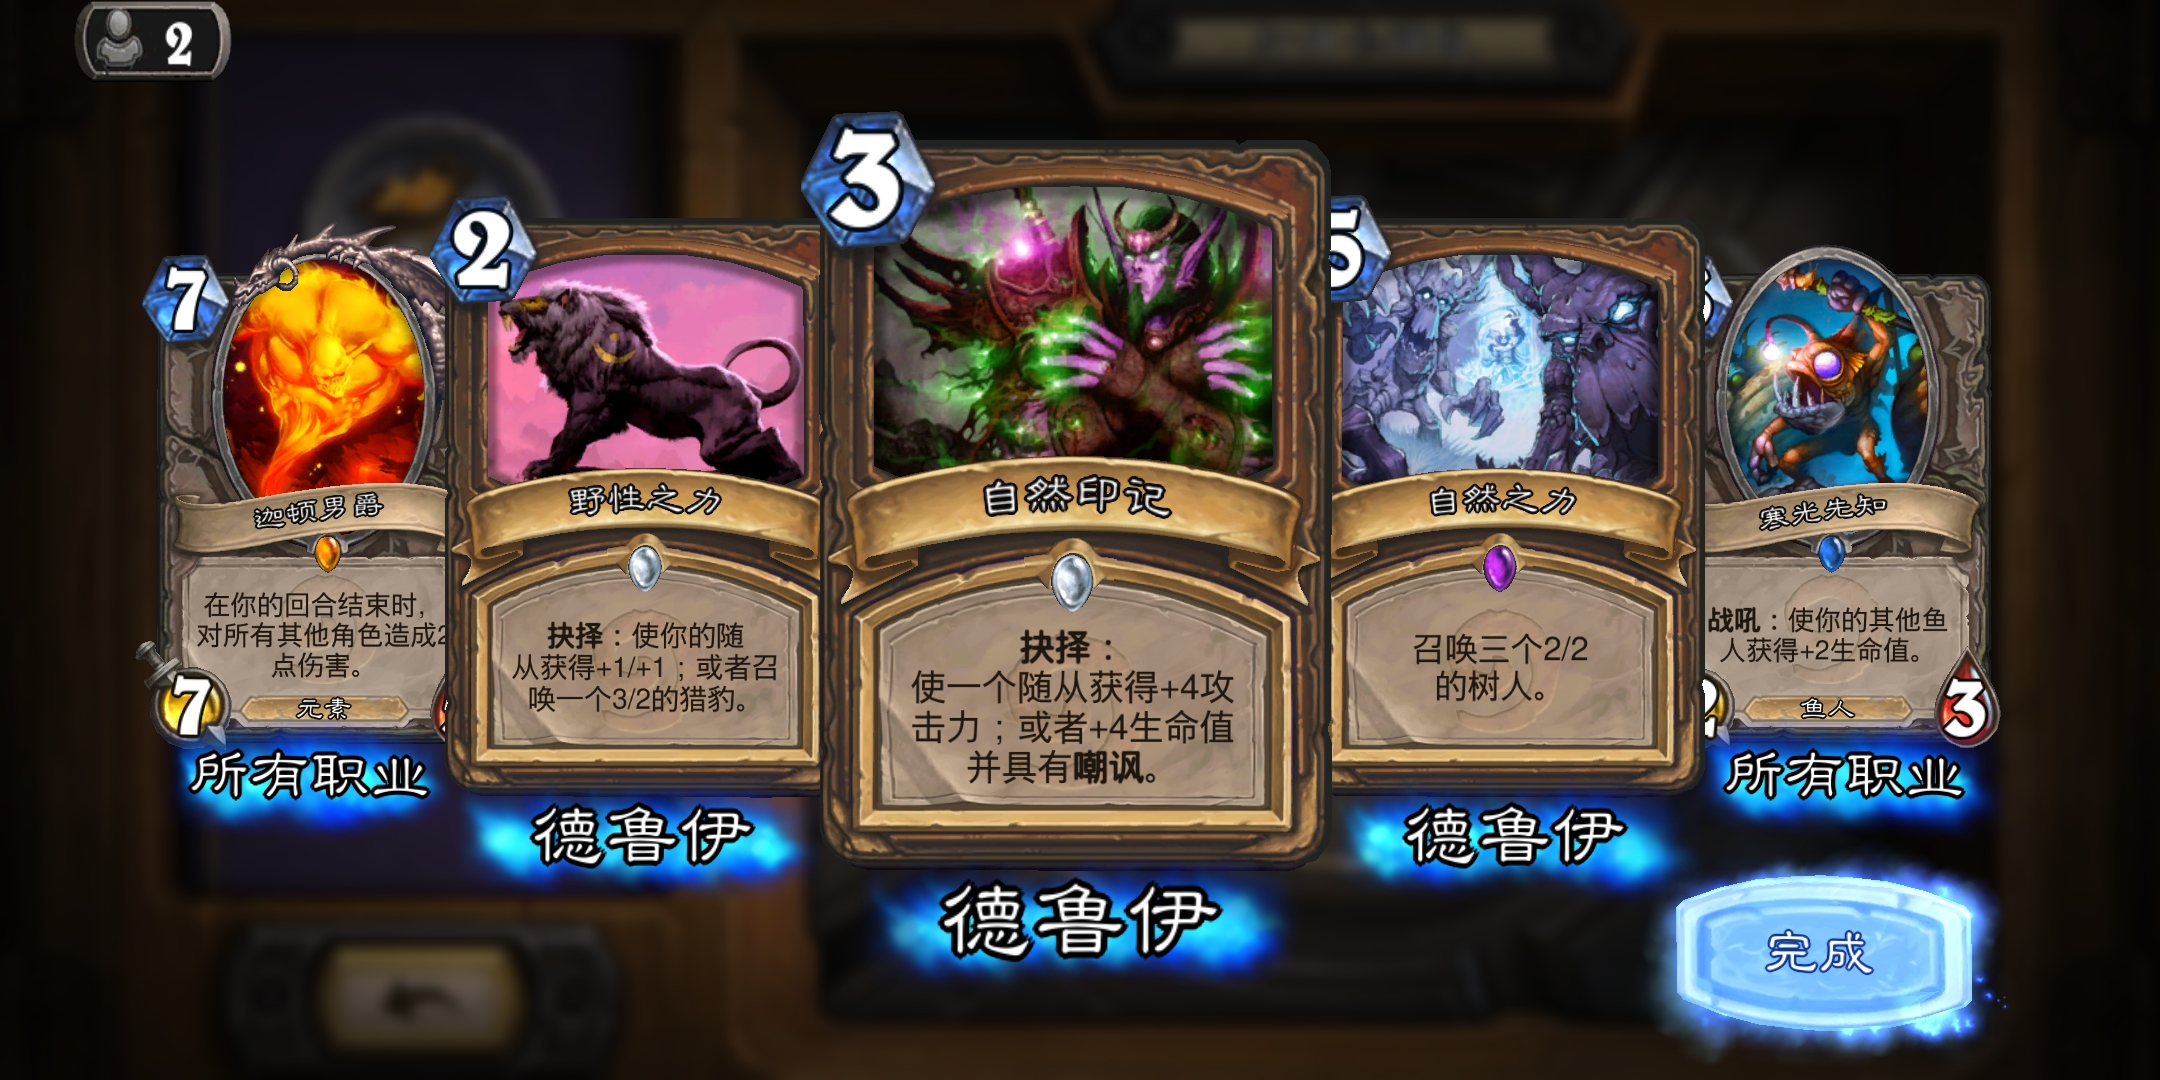 2
7
迦顿男爵
在你的回合结束时,
对所有其他角色造成2
点伤害。
7
元素
所有职业
2
野性之力
抉择：使你的随
从获得+1/+1；或者召
唤一个3/2的猎豹。
德鲁伊
3
自然印记
抉择：
使一个随从获得+4攻
击力；或者+4生命值
并具有嘲讽。
德鲁伊
5
自然之力
召唤三个2/2
的树人。
德鲁伊
寒光先知
战吼：使你的其他鱼
人获得+2生命值。
2
鱼人
3
所有职业
完成